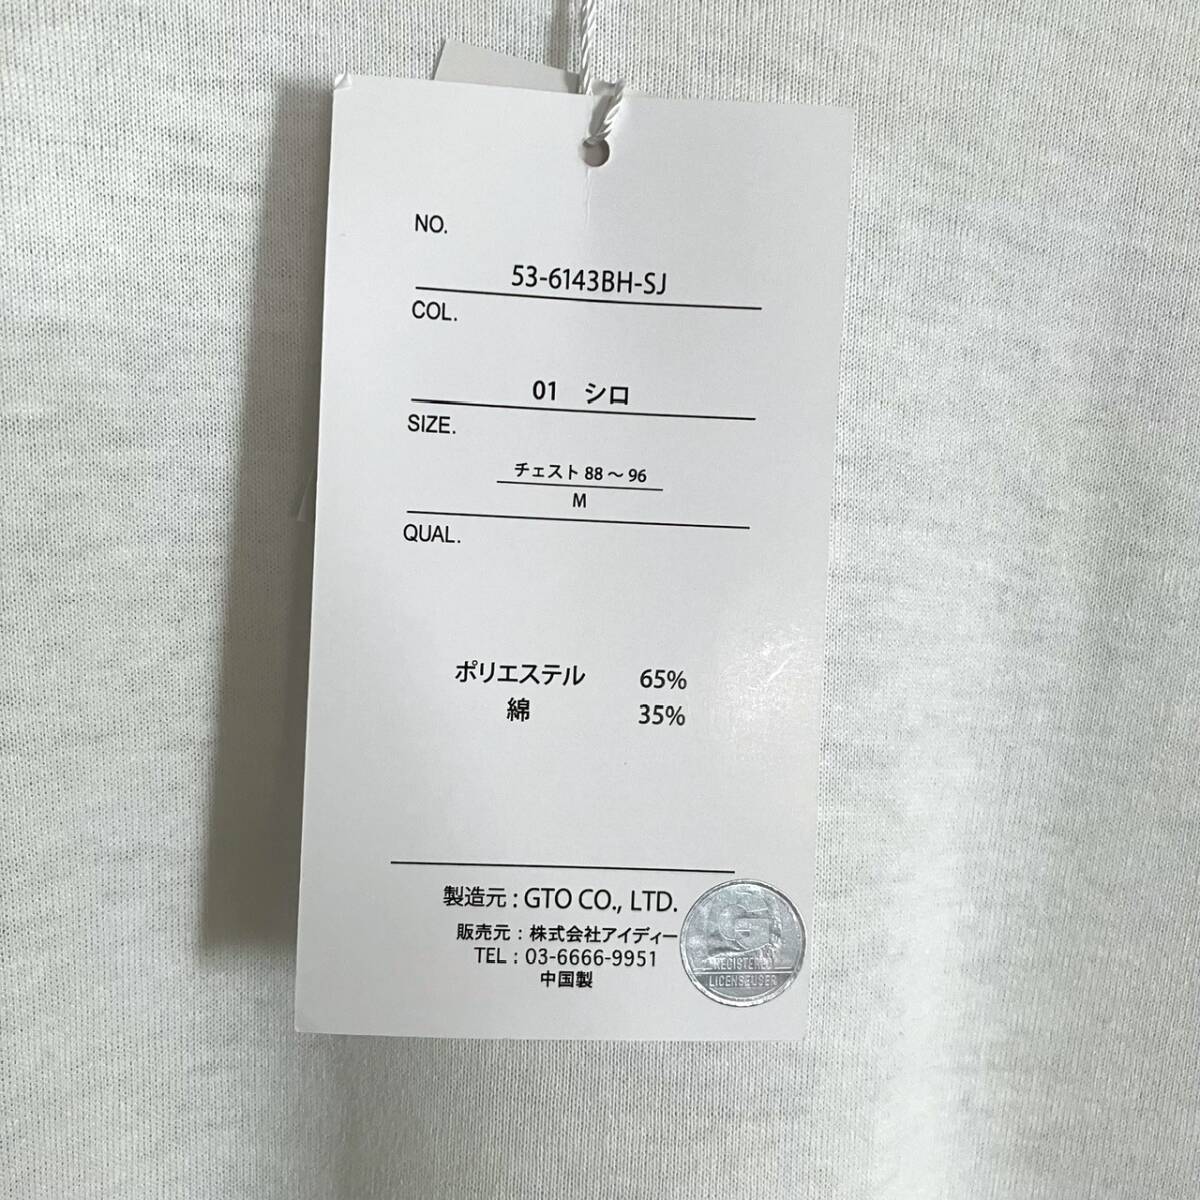 NO.
53-6143BH-SJ
COL.
01 シロ
SIZE.
チェスト 88 ～ 96
M
QUAL.
ポリエステル 65%
綿 35%
製造元 : GTO CO., LTD.
販売元 : 株式会社アイディー
TEL : 03-6666-9951
中国製
G
REGISTERED
LICENSEUSER